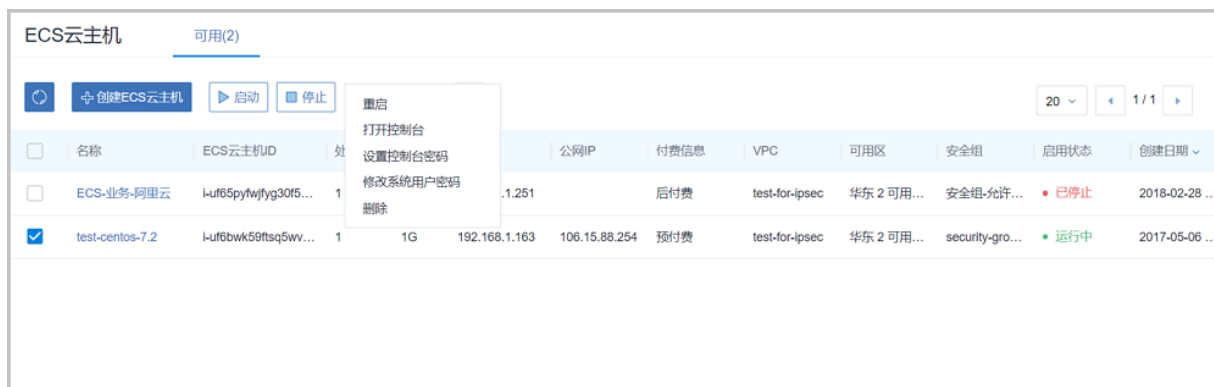 ECS云主机 可用(2)
创建ECS云主机 启动 停止 20 1 / 1
重启
打开控制台
设置控制台密码
修改系统用户密码
删除
名称 ECS云主机ID 公网IP 付费信息 VPC 可用区 安全组 启用状态 创建日期
ECS-业务-阿里云 i-uf65pyfwjfyg30f5... 1 .1.251 后付费 test-for-ipsec 华东 2 可用... 安全组-允许... 已停止 2018-02-28 ..
test-centos-7.2 i-uf6bwk59ftsq5wv... 1 1G 192.168.1.163 106.15.88.254 预付费 test-for-ipsec 华东 2 可用... security-gro... 运行中 2017-05-06 ..